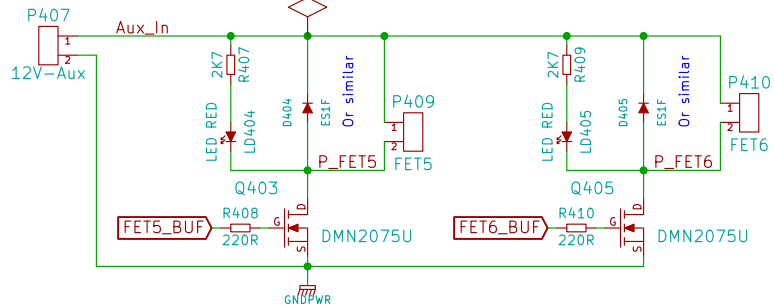 P407
1
2
12V-Aux
Aux_In
2K7
R407
LED RED
LD404
D404
ES1F
Or similar
P409
1
2
FET5
P_FET5
Q403
FET5_BUF
R408
220R
G
D
S
DMN2075U
GNDPWR
2K7
R409
LED RED
LD405
D405
ES1F
Or similar
P410
1
2
FET6
P_FET6
Q405
FET6_BUF
R410
220R
G
D
S
DMN2075U